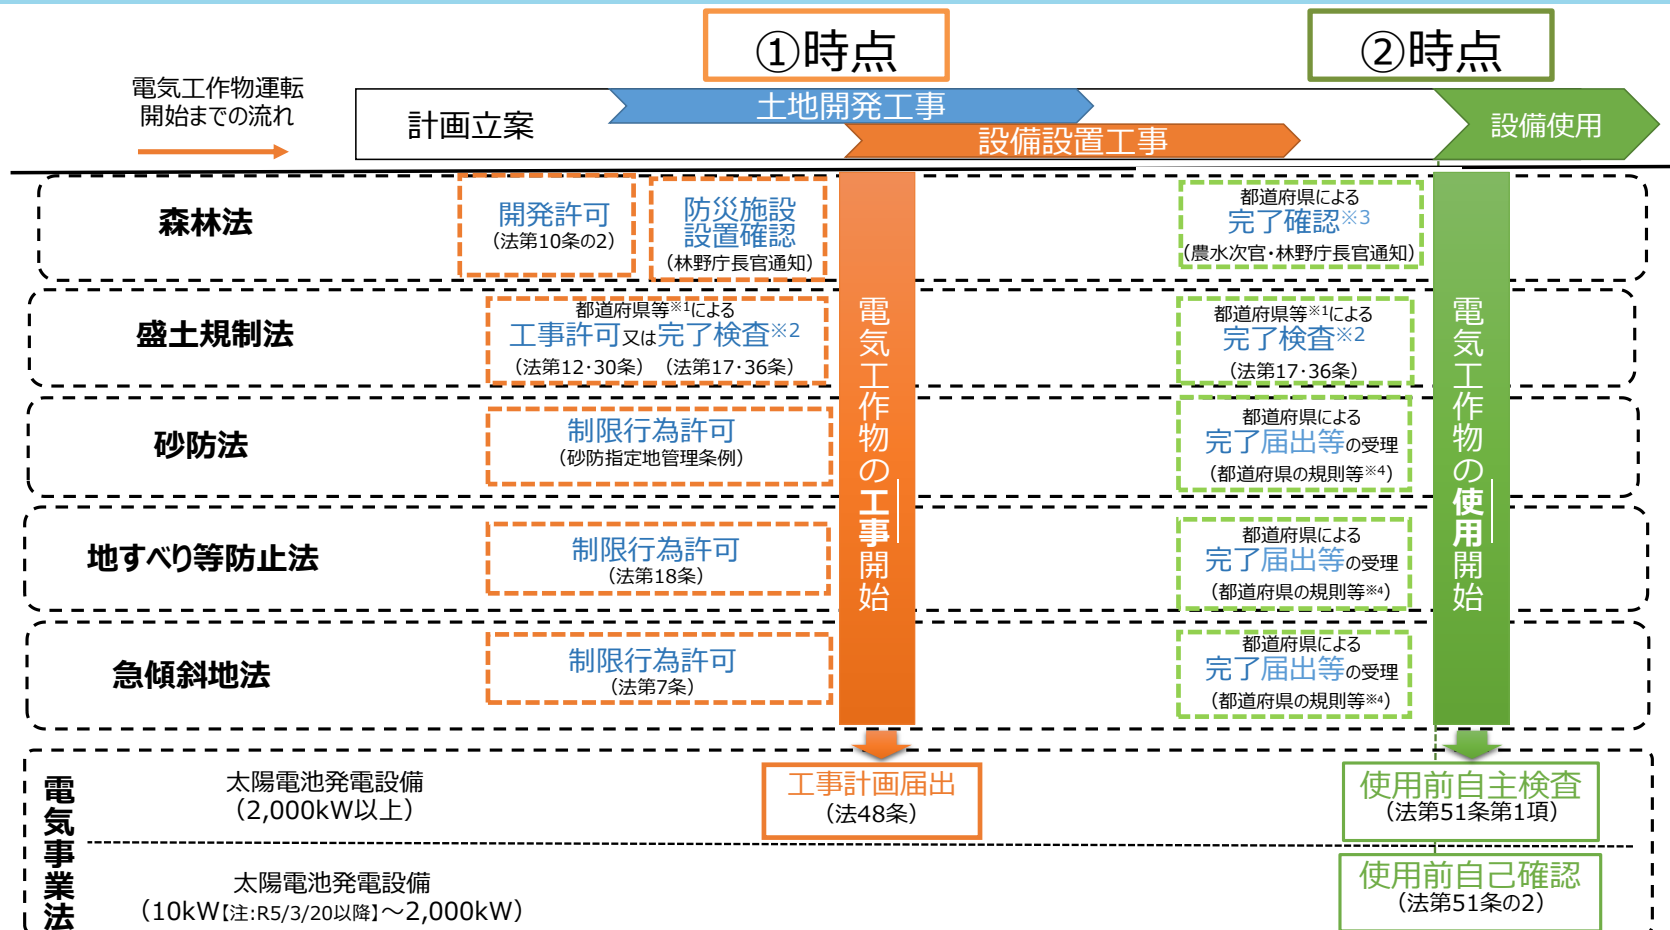 ①時点
②時点
電気工作物運転
開始までの流れ
計画立案
土地開発工事
設備設置工事
設備使用
森林法
開発許可
(法第10条の2)
防災施設
設置確認
(林野庁長官通知)
都道府県による
完了確認※3
(農水次官・林野庁長官通知)
盛土規制法
都道府県等※1による
工事許可又は完了検査※2
(法第12・30条) (法第17・36条)
都道府県等※1による
完了検査※2
(法第17・36条)
砂防法
制限行為許可
(砂防指定地管理条例)
都道府県による
完了届出等の受理
(都道府県の規則等※4)
地すべり等防止法
制限行為許可
(法第18条)
都道府県による
完了届出等の受理
(都道府県の規則等※4)
急傾斜地法
制限行為許可
(法第7条)
都道府県による
完了届出等の受理
(都道府県の規則等※4)
電気工作物の工事開始
電気工作物の使用開始
電気事業法
太陽電池発電設備
(2,000kW以上)
工事計画届出
(法48条)
使用前自主検査
(法第51条第1項)
太陽電池発電設備
(10kW【注:R5/3/20以降】～2,000kW)
使用前自己確認
(法第51条の2)